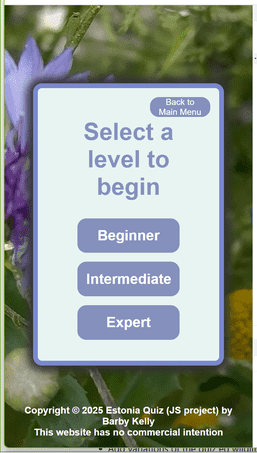 Back to
Main Menu
Select a
level to
begin
Beginner
Intermediate
Expert
Copyright © 2025 Estonia Quiz (JS project) by
Barby Kelly
This website has no commercial intention